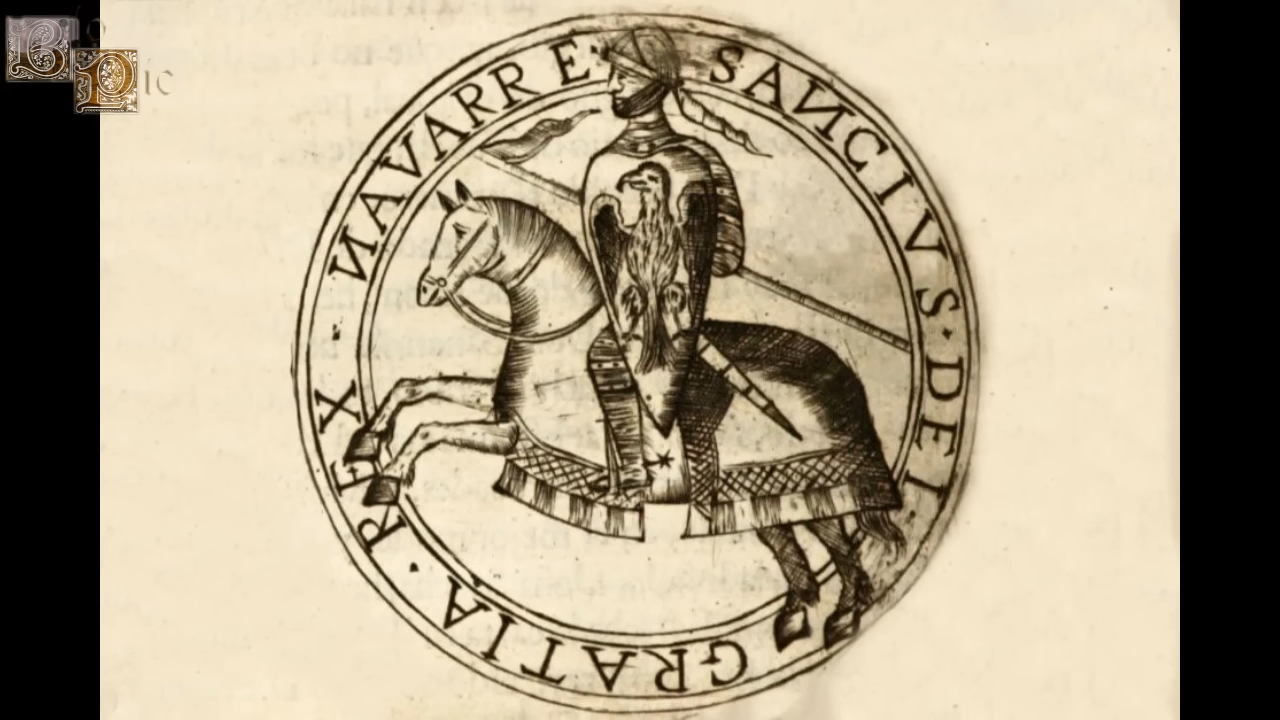 SANCIVS · DEI · GRATIA · REX · NAVARRE ·
B
P